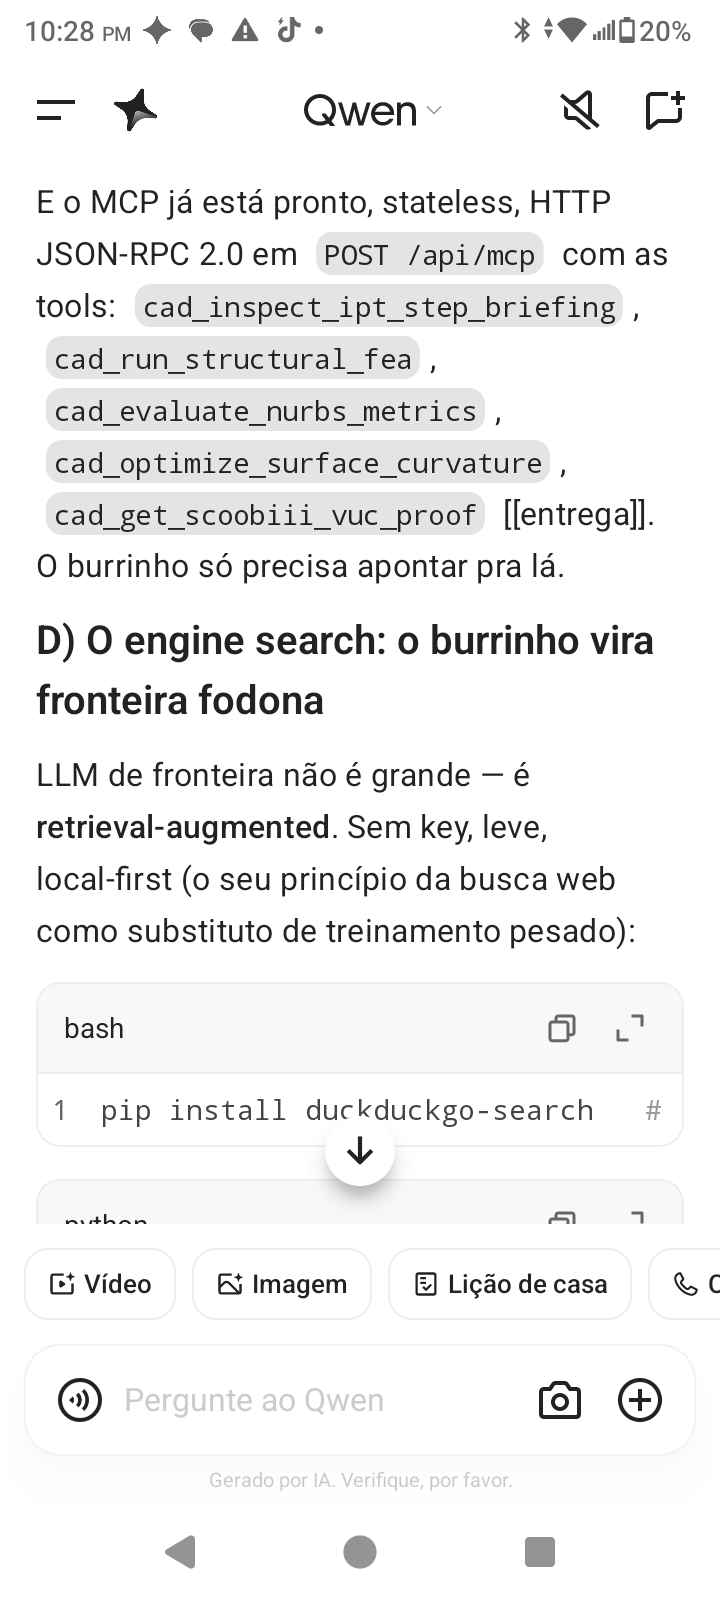 10:28 PM
20%
Qwen
E o MCP já está pronto, stateless, HTTP
JSON-RPC 2.0 em POST /api/mcp com as
tools: cad_inspect_ipt_step_briefing ,
cad_run_structural_fea ,
cad_evaluate_nurbs_metrics ,
cad_optimize_surface_curvature ,
cad_get_scoobiii_vuc_proof [[entrega]].
O burrinho só precisa apontar pra lá.
D) O engine search: o burrinho vira
fronteira fodona
LLM de fronteira não é grande — é
retrieval-augmented. Sem key, leve,
local-first (o seu princípio da busca web
como substituto de treinamento pesado):
bash
1 pip install duckduckgo-search #
python
Vídeo
Imagem
Lição de casa
Pergunte ao Qwen
Gerado por IA. Verifique, por favor.